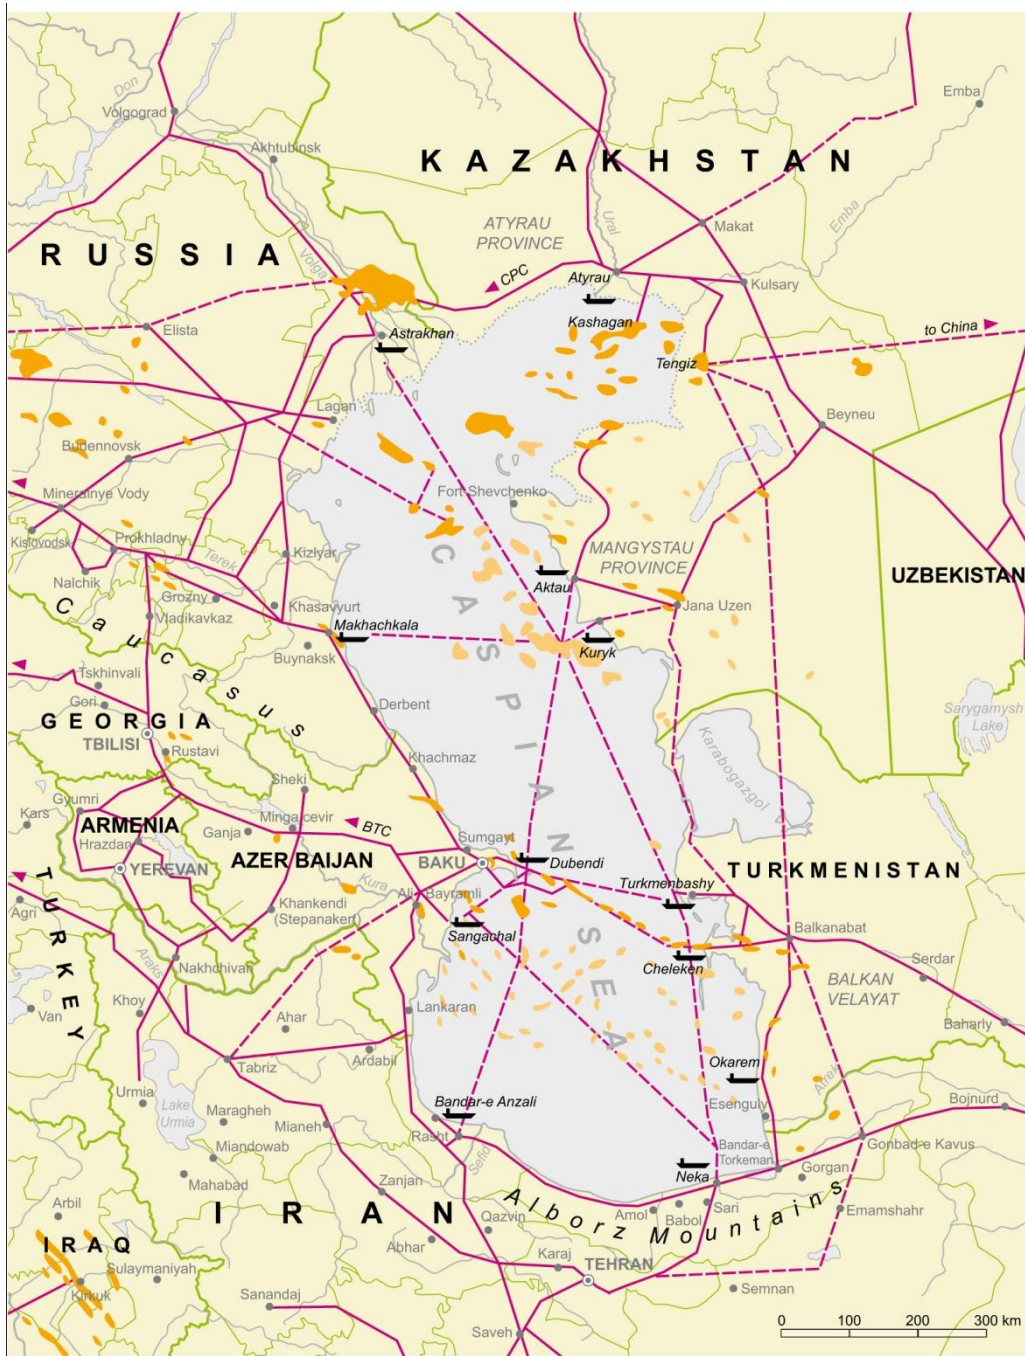 Emba
Don
Volgograd
Akhtubinsk
KAZAKHSTAN
ATYRAU
PROVINCE
Ural
Emba
Makat
RUSSIA
Volga
CPC
Atyrau
Kulsary
Kashagan
Elista
Astrakhan
to China
Tengiz
Lagan
Beyneu
Budennovsk
Mineralnye Vody
Fort-Shevchenko
Kislovodsk
Prokhladny
Terek
Kizlyar
MANGYSTAU
PROVINCE
Nalchik
Aktau
UZBEKISTAN
Grozny
Khasavyurt
Jana Uzen
Vladikavkaz
Makhachkala
Caucasus
Buynaksk
Kuryk
CASPIAN SEA
Tskhinvali
Gori
Derbent
Sarygamysh
Lake
GEORGIA
TBILISI
Rustavi
Karabogazgol
Khachmaz
Sheki
Gyumri
Kars
ARMENIA
Ganja
Mingacevir
BTC
Hrazdan
Sumgayt
AZERBAIJAN
BAKU
Dubendi
YEREVAN
TURKMENISTAN
Kura
Ali-Bayramli
Turkmenbashy
TURKEY
Agri
Khankendi
(Stepanakert)
Sangachal
Balkanabat
Araks
Nakhchivan
Cheleken
Serdar
BALKAN
VELAYAT
Khoy
Van
Lankaran
Baharly
Ahar
Ardabil
Tabriz
Okarem
Atrek
Urmia
Lake
Urmia
Bandar-e Anzali
Esenguly
Bojnurd
Maragheh
Mianeh
Rasht
Miandowab
Sefid
Bandar-e
Torkeman
Gonbad-e Kavus
Mahabad
Neka
Gorgan
Zanjan
Alborz Mountains
Arbil
IRAN
Amol
Babol
Sari
Emamshahr
Qazvin
IRAQ
Abhar
Sulaymaniyah
Karaj
TEHRAN
Kirkuk
Semnan
Sanandaj
Saveh
0 100 200 300 km